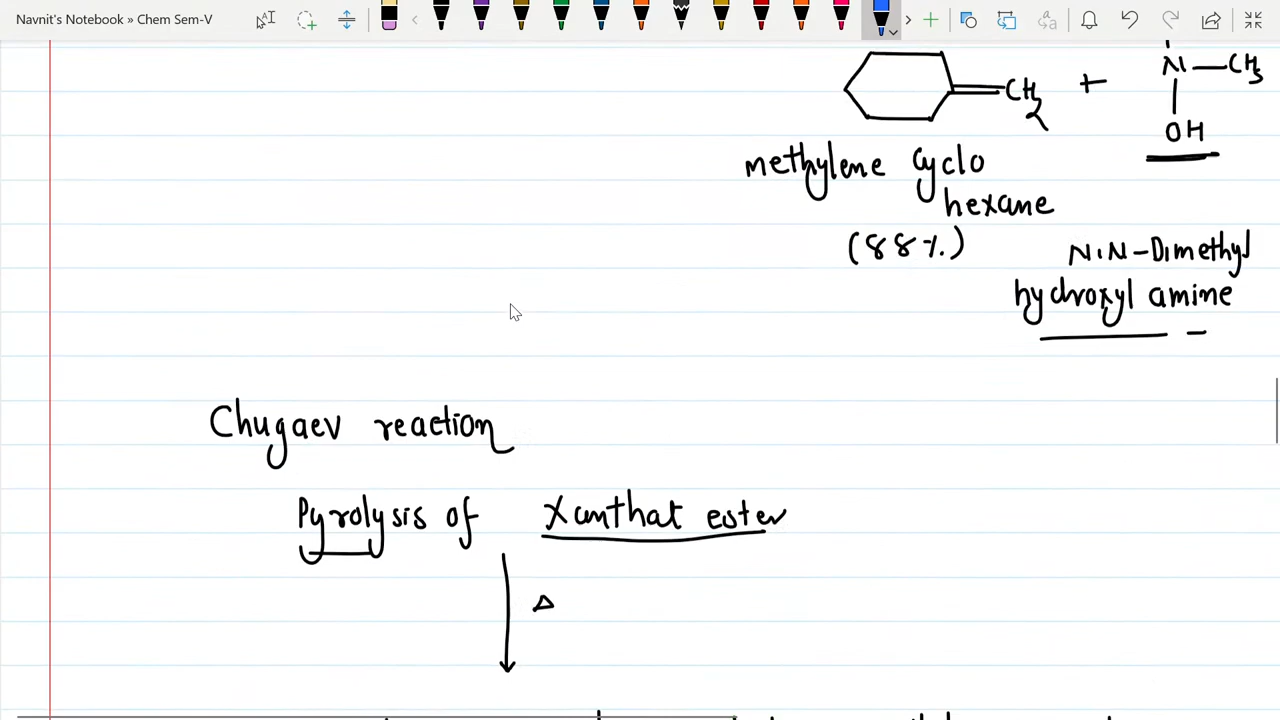 Navnit's Notebook » Chem Sem-V
=CH2 + N—CH3
OH
methylene cyclo
hexane
(88%)
N,N-Dimethyl
hydroxyl amine
Chugaev reaction
Pyrolysis of Xanthat ester
Δ